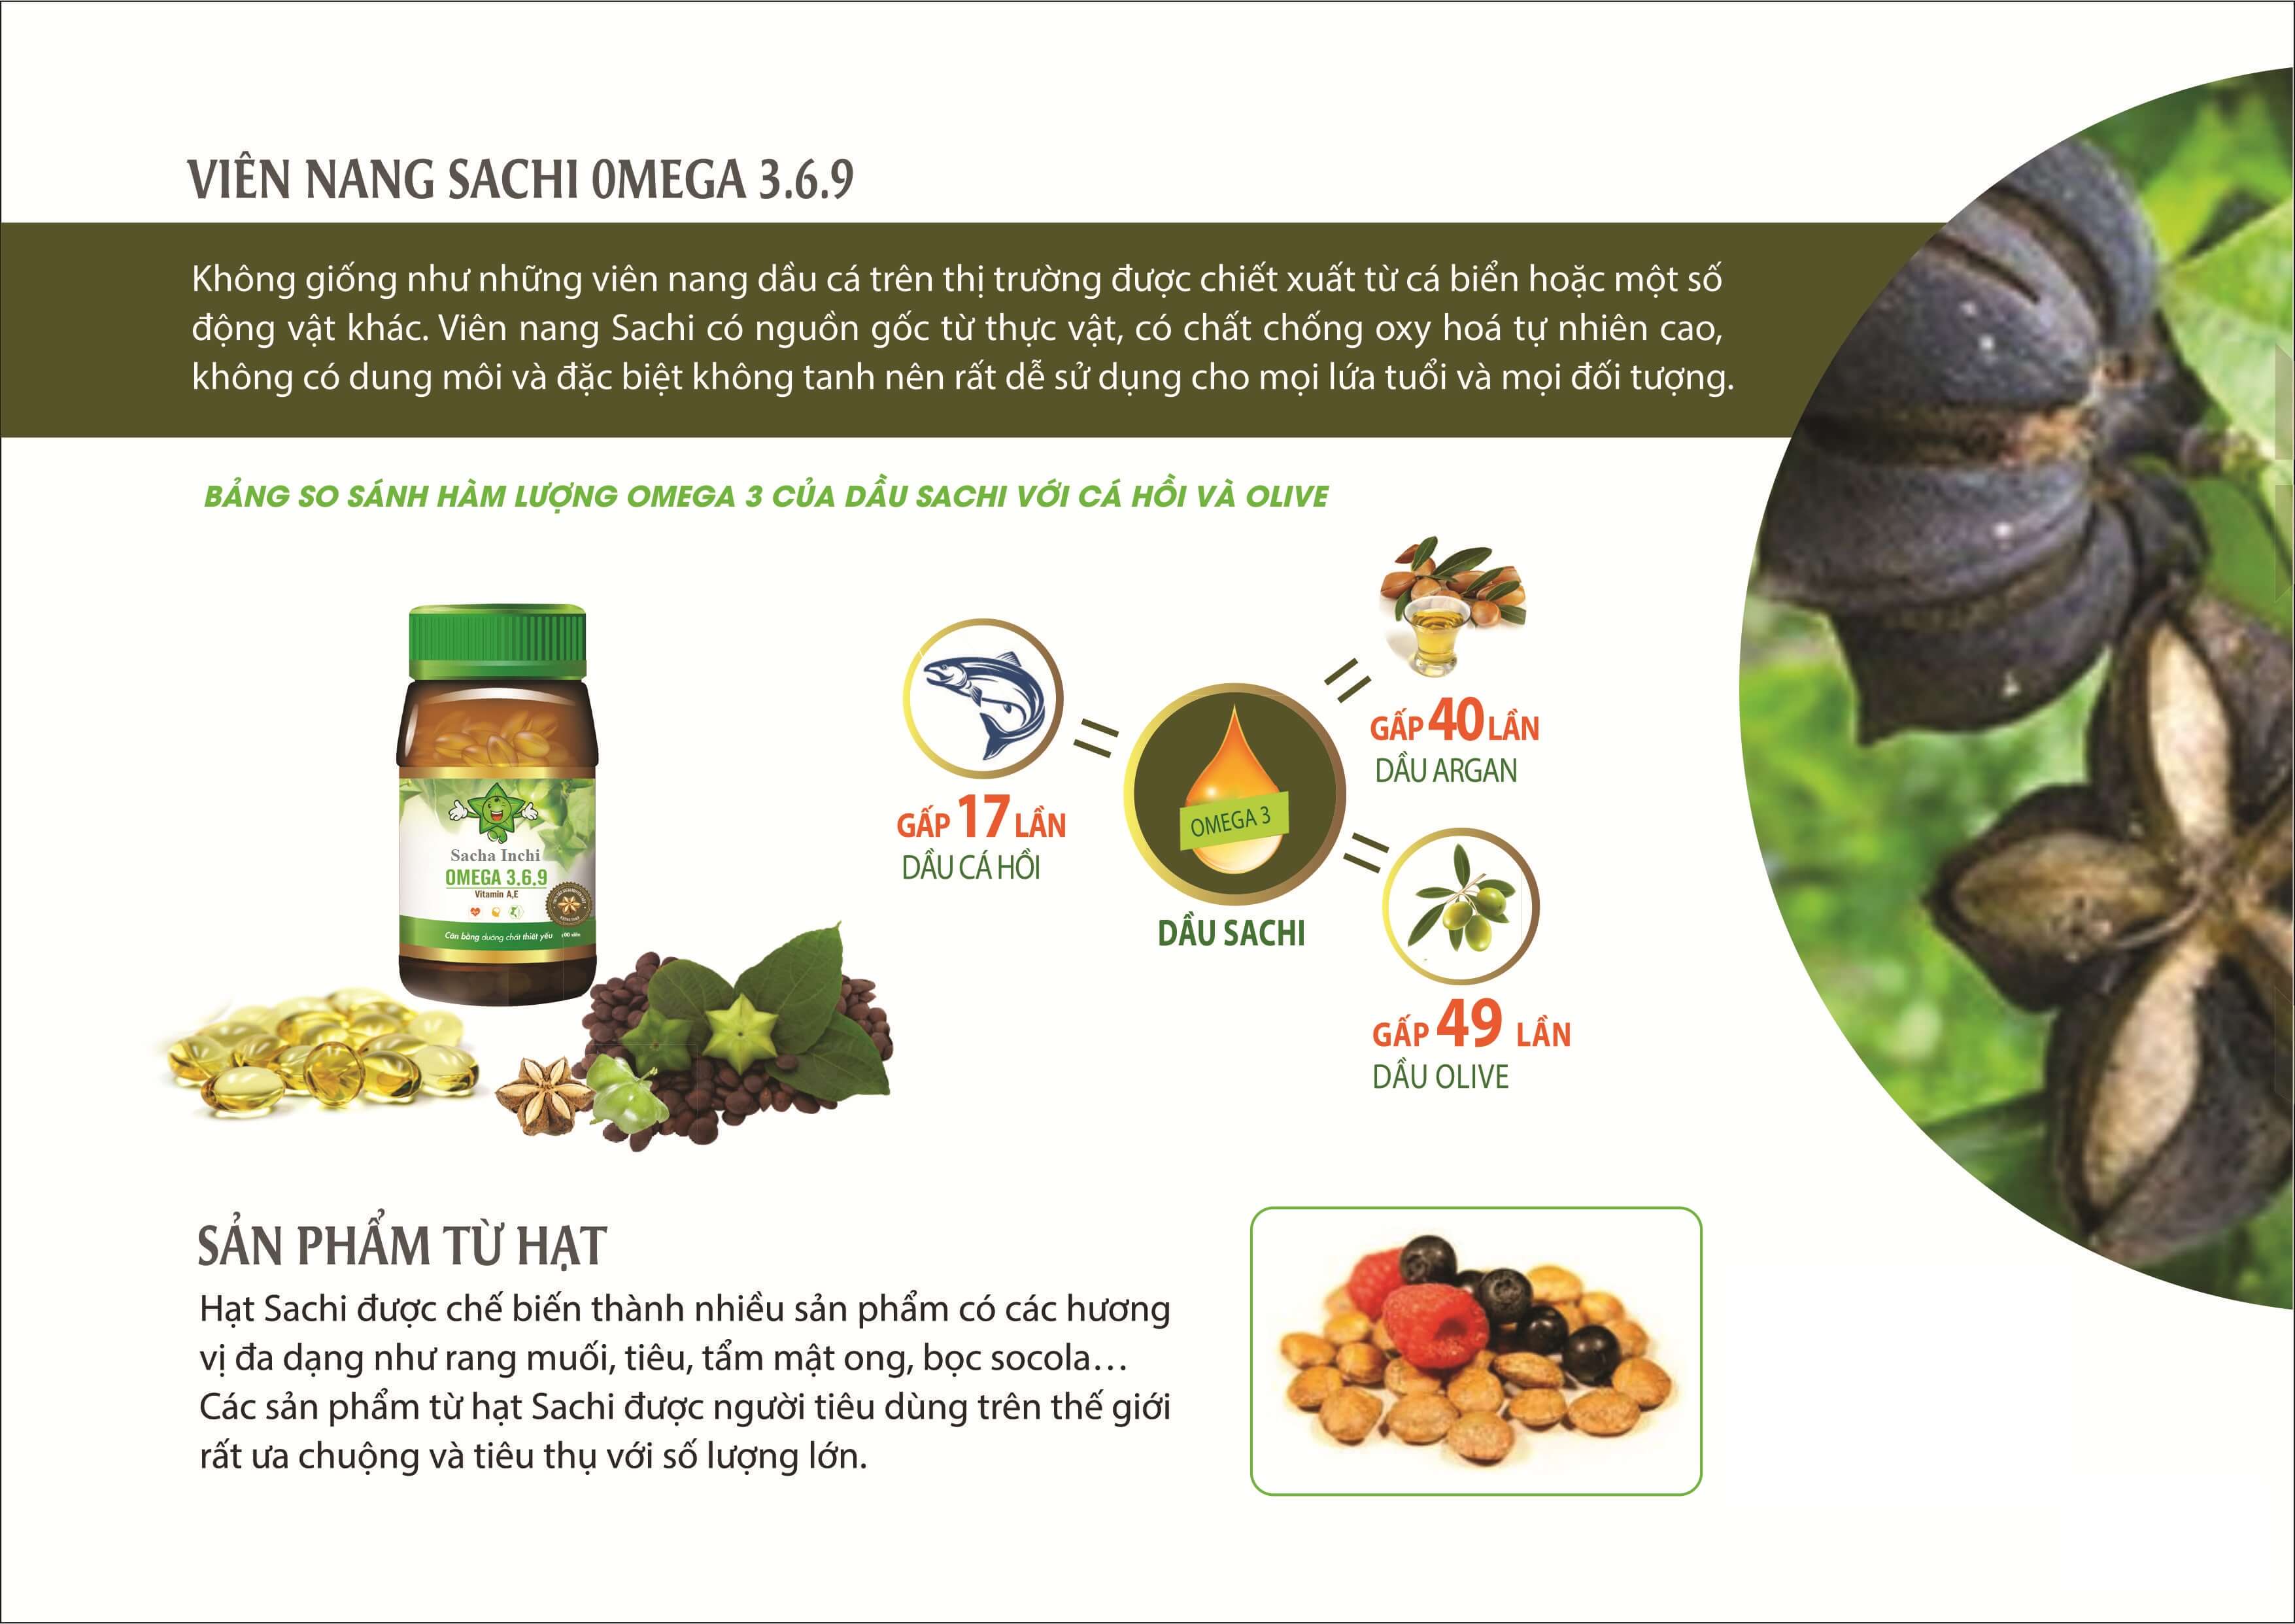 VIÊN NANG SACHI 0MEGA 3.6.9
Không giống như những viên nang dầu cá trên thị trường được chiết xuất từ cá biển hoặc một số
động vật khác. Viên nang Sachi có nguồn gốc từ thực vật, có chất chống oxy hoá tự nhiên cao,
không có dung môi và đặc biệt không tanh nên rất dễ sử dụng cho mọi lứa tuổi và mọi đối tượng.
BẢNG SO SÁNH HÀM LƯỢNG OMEGA 3 CỦA DẦU SACHI VỚI CÁ HỒI VÀ OLIVE
Sacha Inchi
OMEGA 3.6.9
Vitamin A,E
Cân bằng dưỡng chất thiết yếu
GẤP 17 LẦN
DẦU CÁ HỒI
OMEGA 3
DẦU SACHI
GẤP 40 LẦN
DẦU ARGAN
GẤP 49 LẦN
DẦU OLIVE
SẢN PHẨM TỪ HẠT
Hạt Sachi được chế biến thành nhiều sản phẩm có các hương
vị đa dạng như rang muối, tiêu, tẩm mật ong, bọc socola...
Các sản phẩm từ hạt Sachi được người tiêu dùng trên thế giới
rất ưa chuộng và tiêu thụ với số lượng lớn.